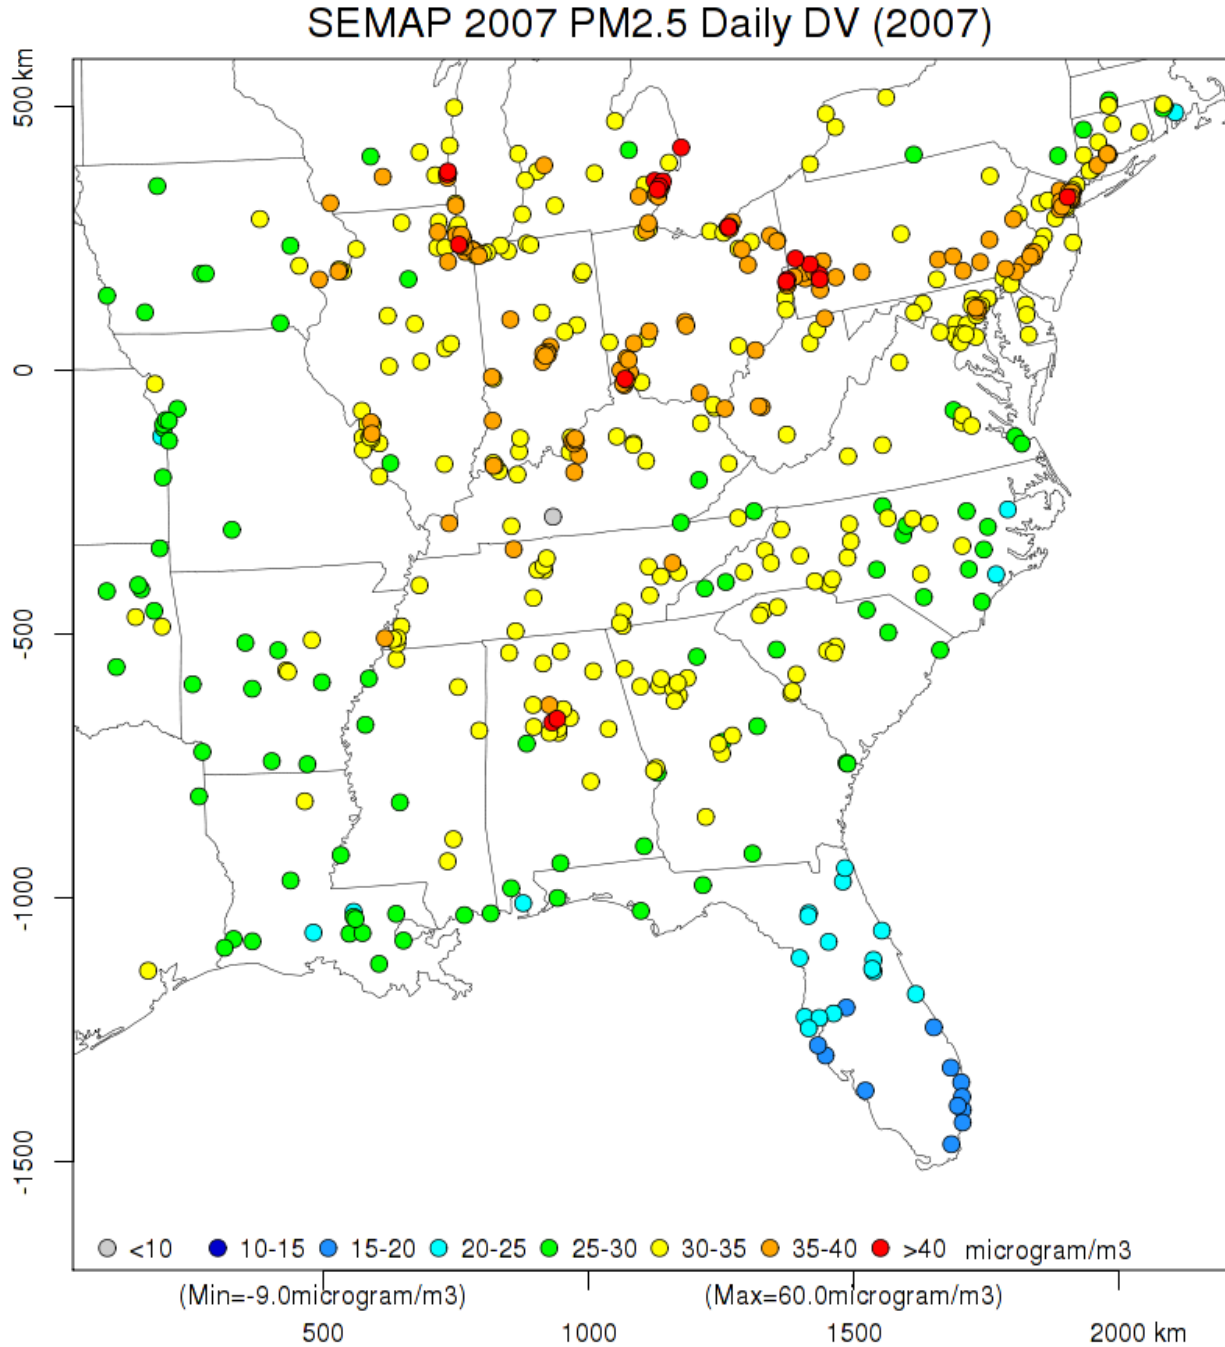 SEMAP 2007 PM2.5 Daily DV (2007)
500 km
0
-500
-1000
-1500
<10 10-15 15-20 20-25 25-30 30-35 35-40 >40 microgram/m3
(Min=-9.0microgram/m3) (Max=60.0microgram/m3)
500 1000 1500 2000 km